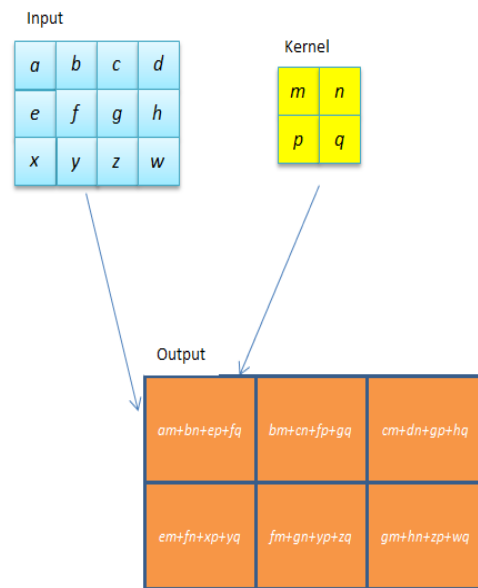 Input
Kernel
a b c d
e f g h
x y z w
m n
p q
Output
am+bn+ep+fq bm+cn+fp+gq cm+dn+gp+hq
em+fn+xp+yq fm+gn+yp+zq gm+hn+zp+wq